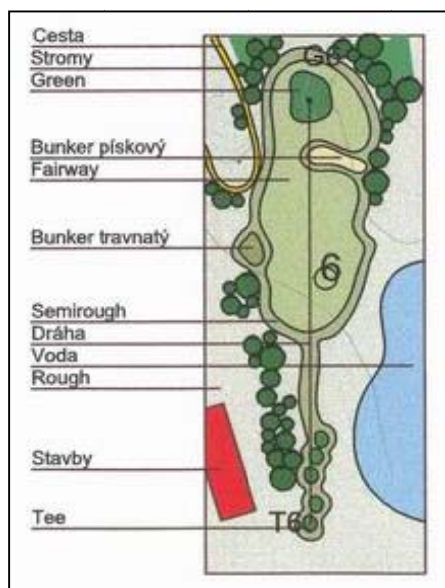 Cesta
Stromy
Green
G6
Bunker pískový
Fairway
Bunker travnatý
6
Semirough
Dráha
Voda
Rough
Stavby
Tee
T6